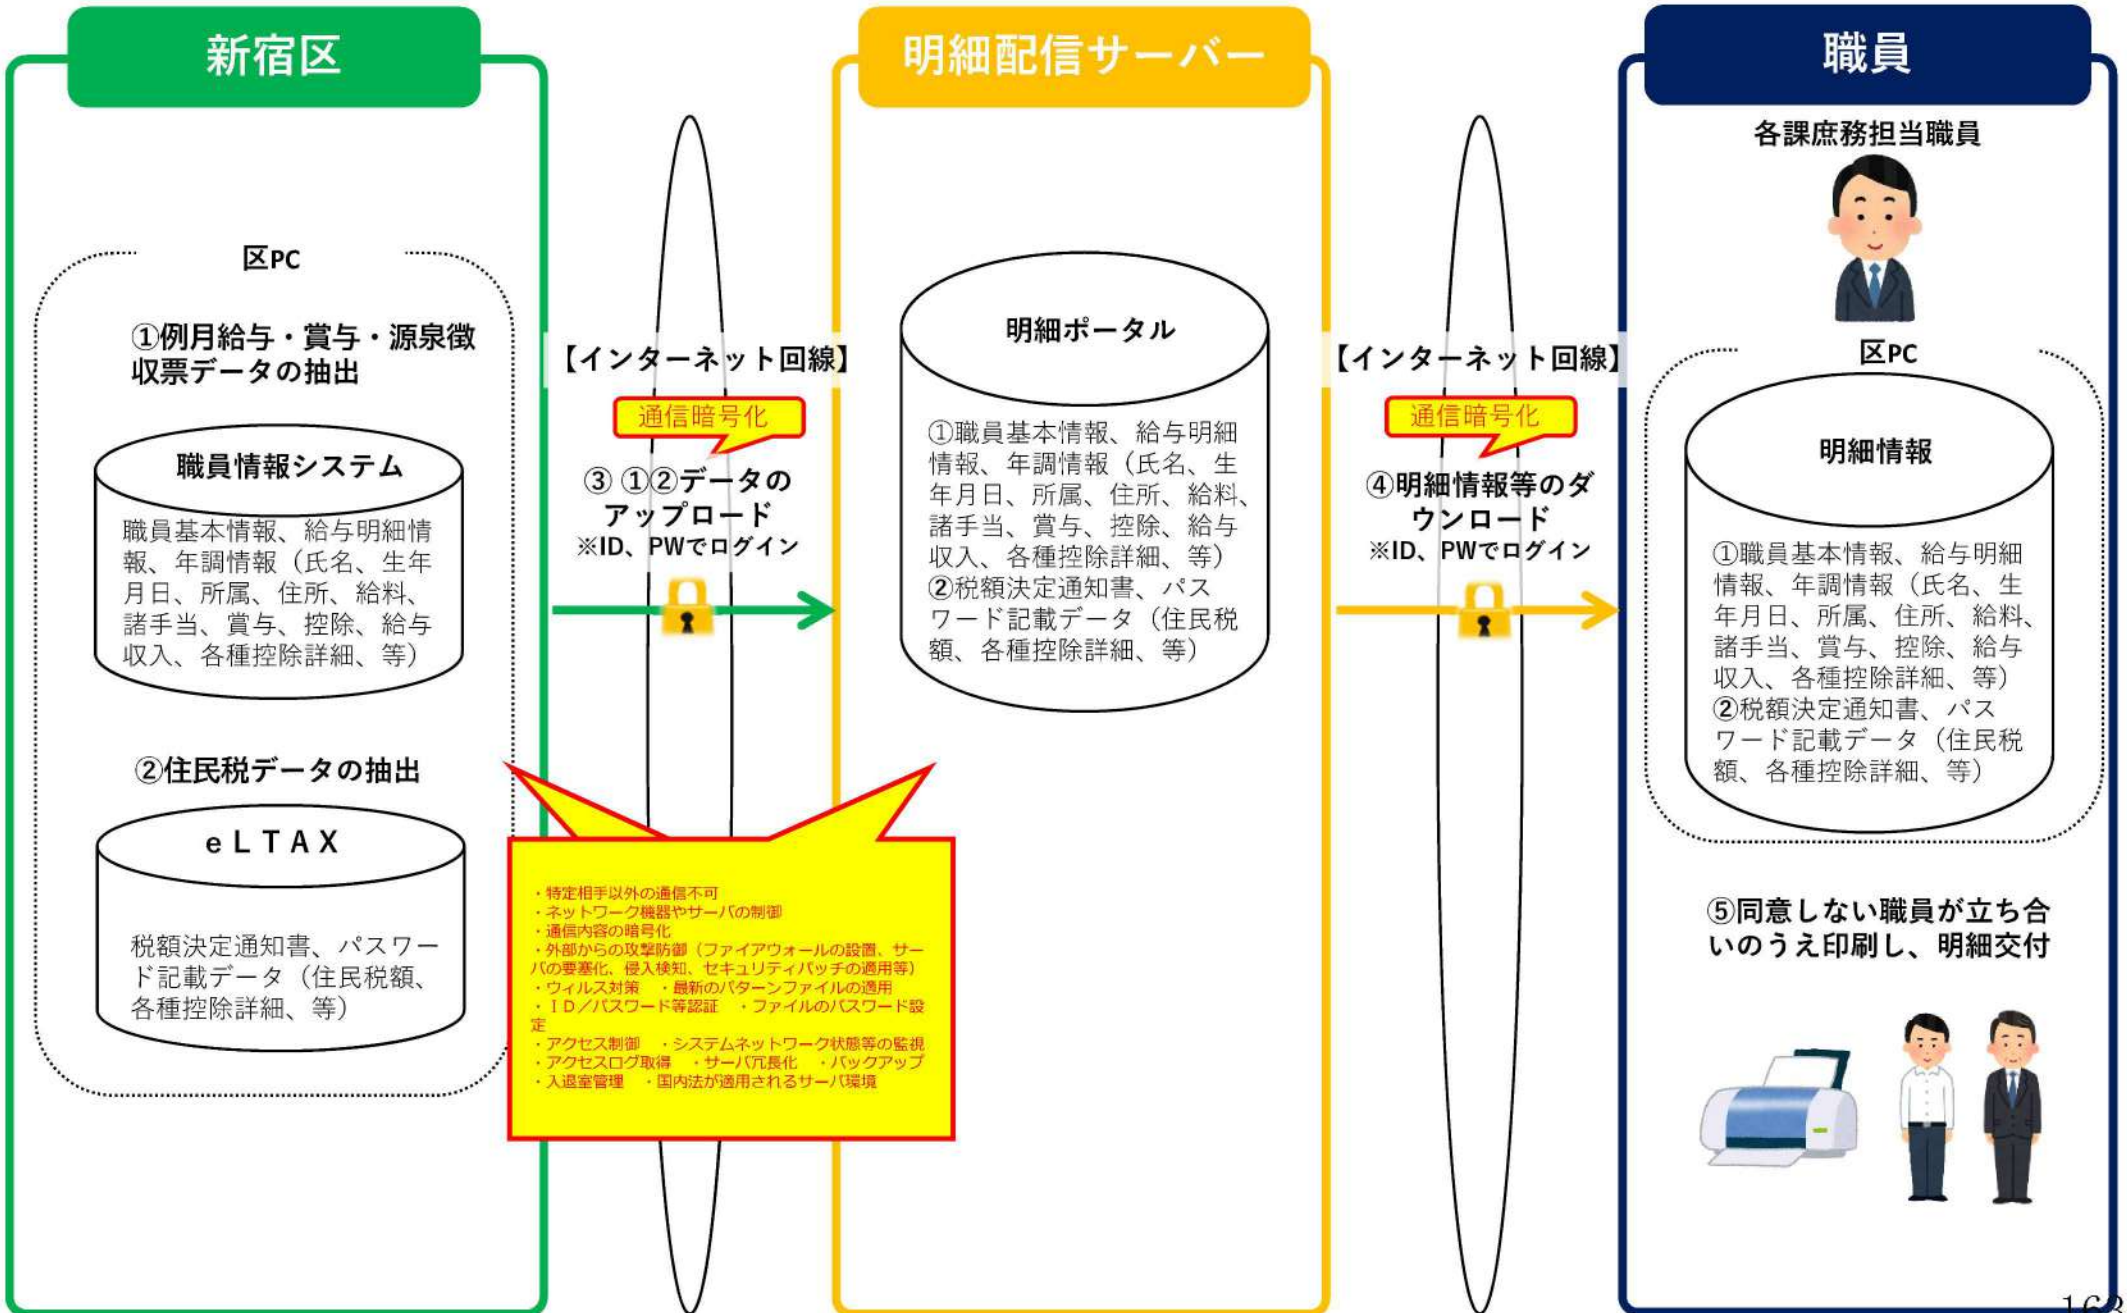 新宿区
区PC
①例月給与・賞与・源泉徴
収票データの抽出
職員情報システム
職員基本情報、給与明細情
報、年調情報（氏名、生年
月日、所属、住所、給料、
諸手当、賞与、控除、給与
収入、各種控除詳細、等）
②住民税データの抽出
ｅＬＴＡＸ
税額決定通知書、パスワー
ド記載データ（住民税額、
各種控除詳細、等）
【インターネット回線】
通信暗号化
③ ①②データの
アップロード
※ID、PWでログイン
・特定相手以外の通信不可
・ネットワーク機器やサーバの制御
・通信内容の暗号化
・外部からの攻撃防御（ファイアウォールの設置、サー
バの要塞化、侵入検知、セキュリティパッチの適用等）
・ウィルス対策　・最新のパターンファイルの適用
・ＩＤ／パスワード等認証　・ファイルのパスワード設
定
・アクセス制御　・システムネットワーク状態等の監視
・アクセスログ取得　・サーバ冗長化　・バックアップ
・入退室管理　・国内法が適用されるサーバ環境
明細配信サーバー
明細ポータル
①職員基本情報、給与明細
情報、年調情報（氏名、生
年月日、所属、住所、給料、
諸手当、賞与、控除、給与
収入、各種控除詳細、等）
②税額決定通知書、パス
ワード記載データ（住民税
額、各種控除詳細、等）
【インターネット回線】
通信暗号化
④明細情報等のダ
ウンロード
※ID、PWでログイン
職員
各課庶務担当職員
区PC
明細情報
①職員基本情報、給与明細
情報、年調情報（氏名、生
年月日、所属、住所、給料、
諸手当、賞与、控除、給与
収入、各種控除詳細、等）
②税額決定通知書、パス
ワード記載データ（住民税
額、各種控除詳細、等）
⑤同意しない職員が立ち合
いのうえ印刷し、明細交付